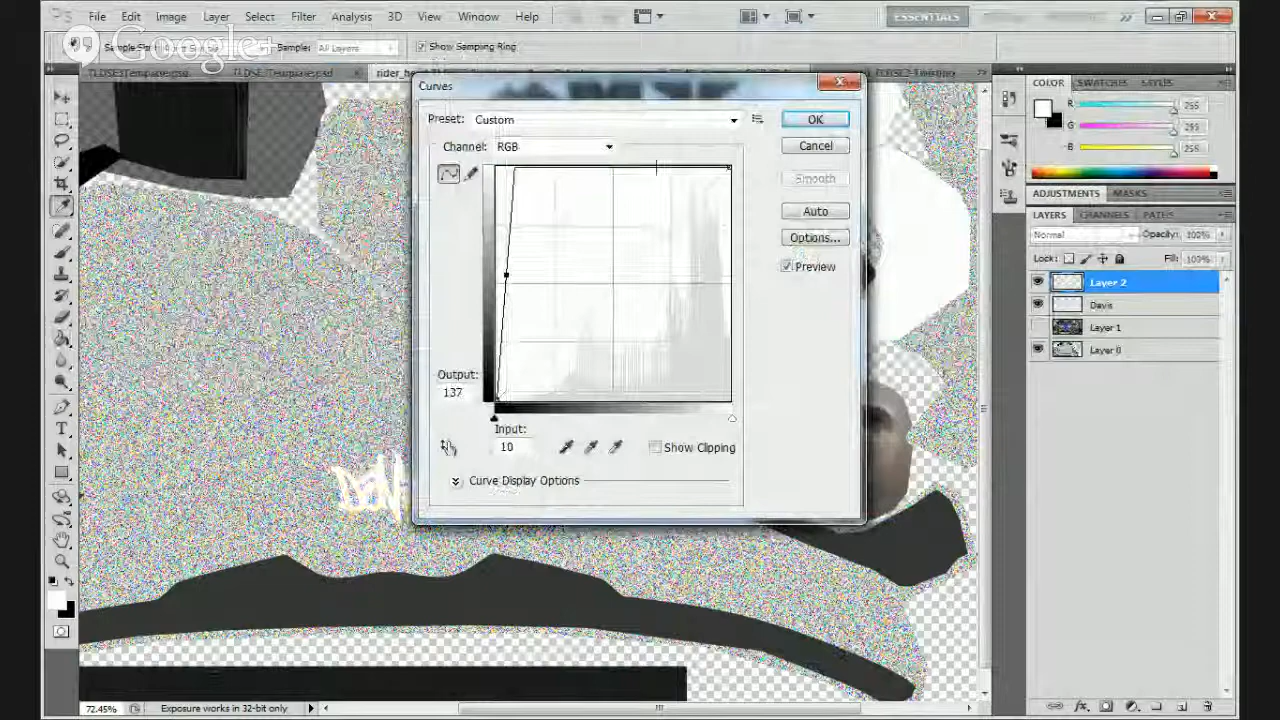 File Edit Image Layer Select Filter Analysis 3D View Window Help
ESSENTIALS
Google+
Sample All Layers
Show Sampling Ring
COLOR SWATCHES STYLES
R 255
G 255
B 255
ADJUSTMENTS MASKS
LAYERS CHANNELS PATHS
Normal Opacity: 100%
Lock: Fill: 100%
Layer 2
Davis
Layer 1
Layer 0
Curves
Preset: Custom
Channel: RGB
OK
Cancel
Smooth
Auto
Options...
Preview
Output:
137
Input:
10
Show Clipping
Curve Display Options
72.45% Exposure works in 32-bit only